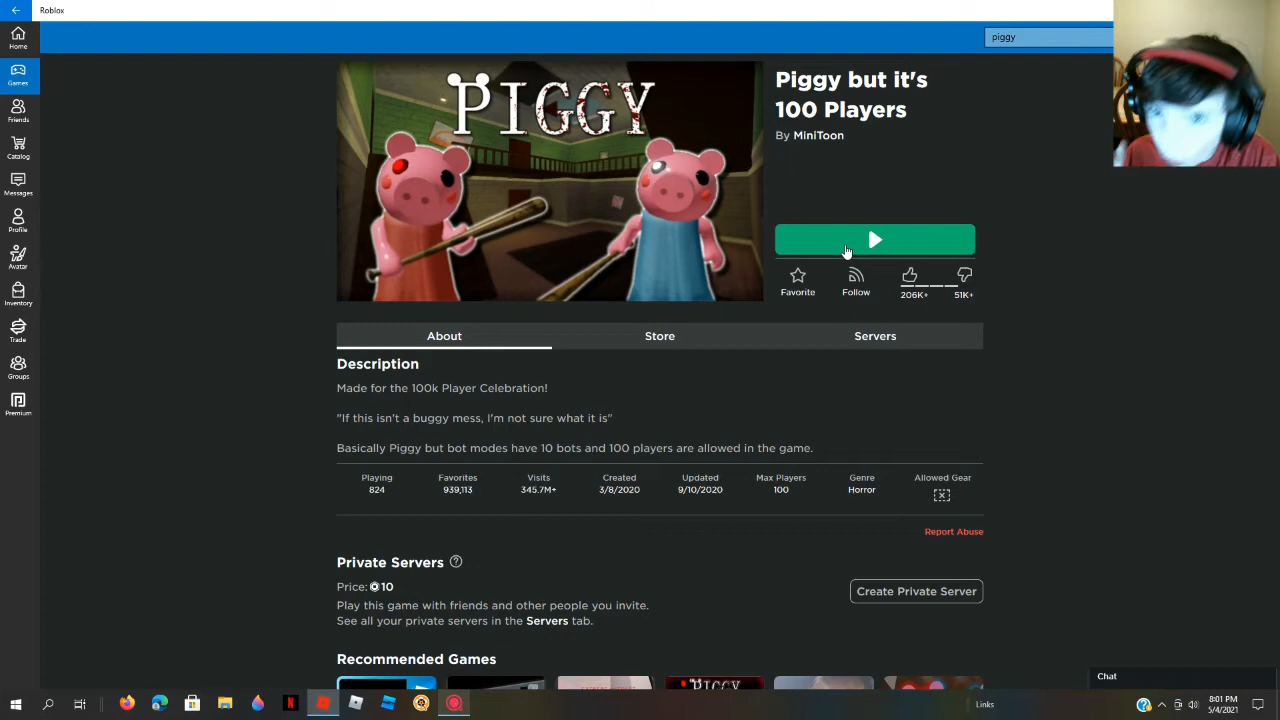 Roblox
piggy
Home
Games
Friends
Catalog
Messages
Profile
Avatar
Inventory
Trade
Groups
Premium
PIGGY
Piggy but it's
100 Players
By MiniToon
Favorite
Follow
206K+
51K+
About
Store
Servers
Description
Made for the 100k Player Celebration!
"If this isn't a buggy mess, I'm not sure what it is"
Basically Piggy but bot modes have 10 bots and 100 players are allowed in the game.
Playing Favorites Visits Created Updated Max Players Genre Allowed Gear
824 939,113 345.7M+ 3/8/2020 9/10/2020 100 Horror
Report Abuse
Private Servers
Price: 10
Create Private Server
Play this game with friends and other people you invite.
See all your private servers in the Servers tab.
Recommended Games
PIGGY
Chat
Links
8:01 PM
5/4/2021